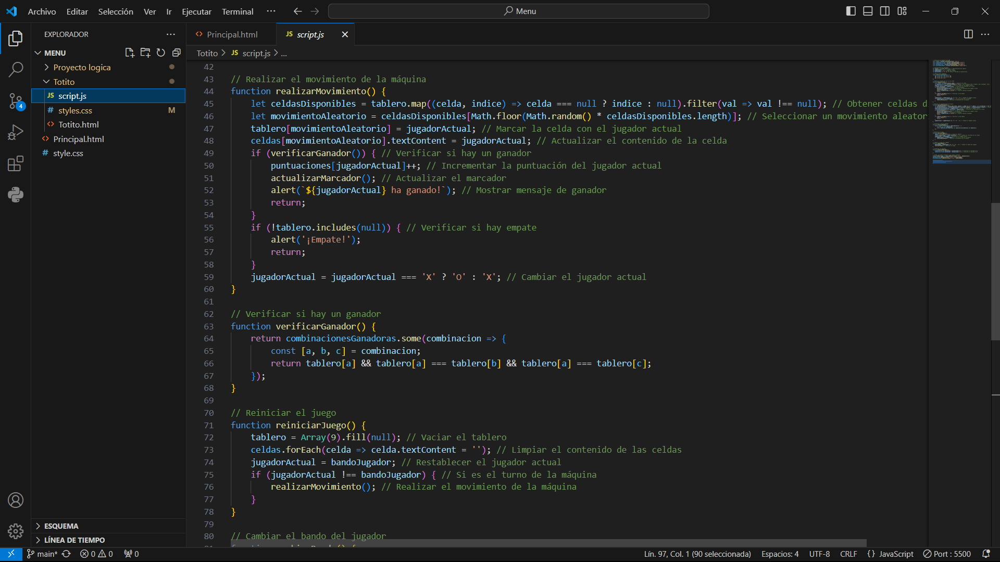 Archivo Editar Selección Ver Ir Ejecutar Terminal ... Menu
EXPLORADOR ...
MENU
Proyecto logica
Totito
JS script.js
# styles.css M
<> Totito.html
<> Principal.html
# style.css
ESQUEMA
LÍNEA DE TIEMPO
4
<> Principal.html JS script.js
Totito > JS script.js > ...
42
43 // Realizar el movimiento de la máquina
44 function realizarMovimiento() {
45 let celdasDisponibles = tablero.map((celda, indice) => celda === null ? indice : null).filter(val => val !== null); // Obtener celdas d
46 let movimientoAleatorio = celdasDisponibles[Math.floor(Math.random() * celdasDisponibles.length)]; // Seleccionar un movimiento aleator
47 tablero[movimientoAleatorio] = jugadorActual; // Marcar la celda con el jugador actual
48 celdas[movimientoAleatorio].textContent = jugadorActual; // Actualizar el contenido de la celda
49 if (verificarGanador()) { // Verificar si hay un ganador
50 puntuaciones[jugadorActual]++; // Incrementar la puntuación del jugador actual
51 actualizarMarcador(); // Actualizar el marcador
52 alert(`${jugadorActual} ha ganado!`); // Mostrar mensaje de ganador
53 return;
54 }
55 if (!tablero.includes(null)) { // Verificar si hay empate
56 alert('¡Empate!');
57 return;
58 }
59 jugadorActual = jugadorActual === 'X' ? 'O' : 'X'; // Cambiar el jugador actual
60 }
61
62 // Verificar si hay un ganador
63 function verificarGanador() {
64 return combinacionesGanadoras.some(combinacion => {
65 const [a, b, c] = combinacion;
66 return tablero[a] && tablero[a] === tablero[b] && tablero[a] === tablero[c];
67 });
68 }
69
70 // Reiniciar el juego
71 function reiniciarJuego() {
72 tablero = Array(9).fill(null); // Vaciar el tablero
73 celdas.forEach(celda => celda.textContent = ''); // Limpiar el contenido de las celdas
74 jugadorActual = bandoJugador; // Restablecer el jugador actual
75 if (jugadorActual !== bandoJugador) { // Si es el turno de la máquina
76 realizarMovimiento(); // Realizar el movimiento de la máquina
77 }
78 }
79
80 // Cambiar el bando del jugador
main* 0 0 0 Lín. 97, Col. 1 (90 seleccionada) Espacios: 4 UTF-8 CRLF {} JavaScript Port : 5500